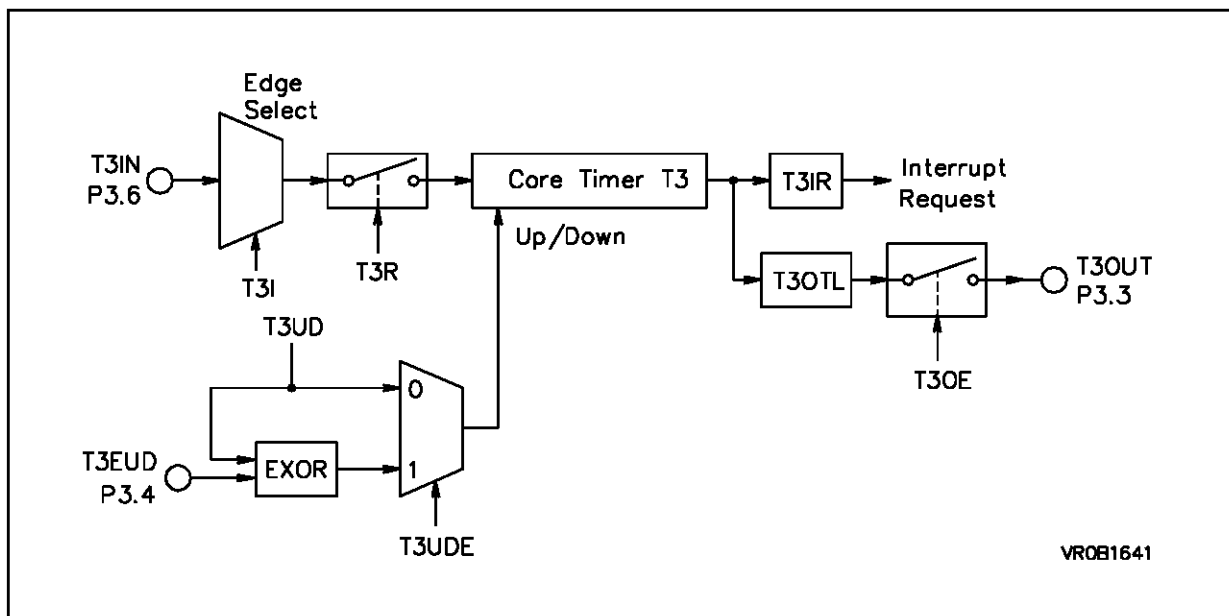 Edge
Select
T3IN
P3.6
Core Timer T3
T3IR
Interrupt
Request
Up/Down
T3R
T3I
T3OTL
T3OUT
P3.3
T3OE
T3UD
0
T3EUD
P3.4
EXOR
1
T3UDE
VR0B1641